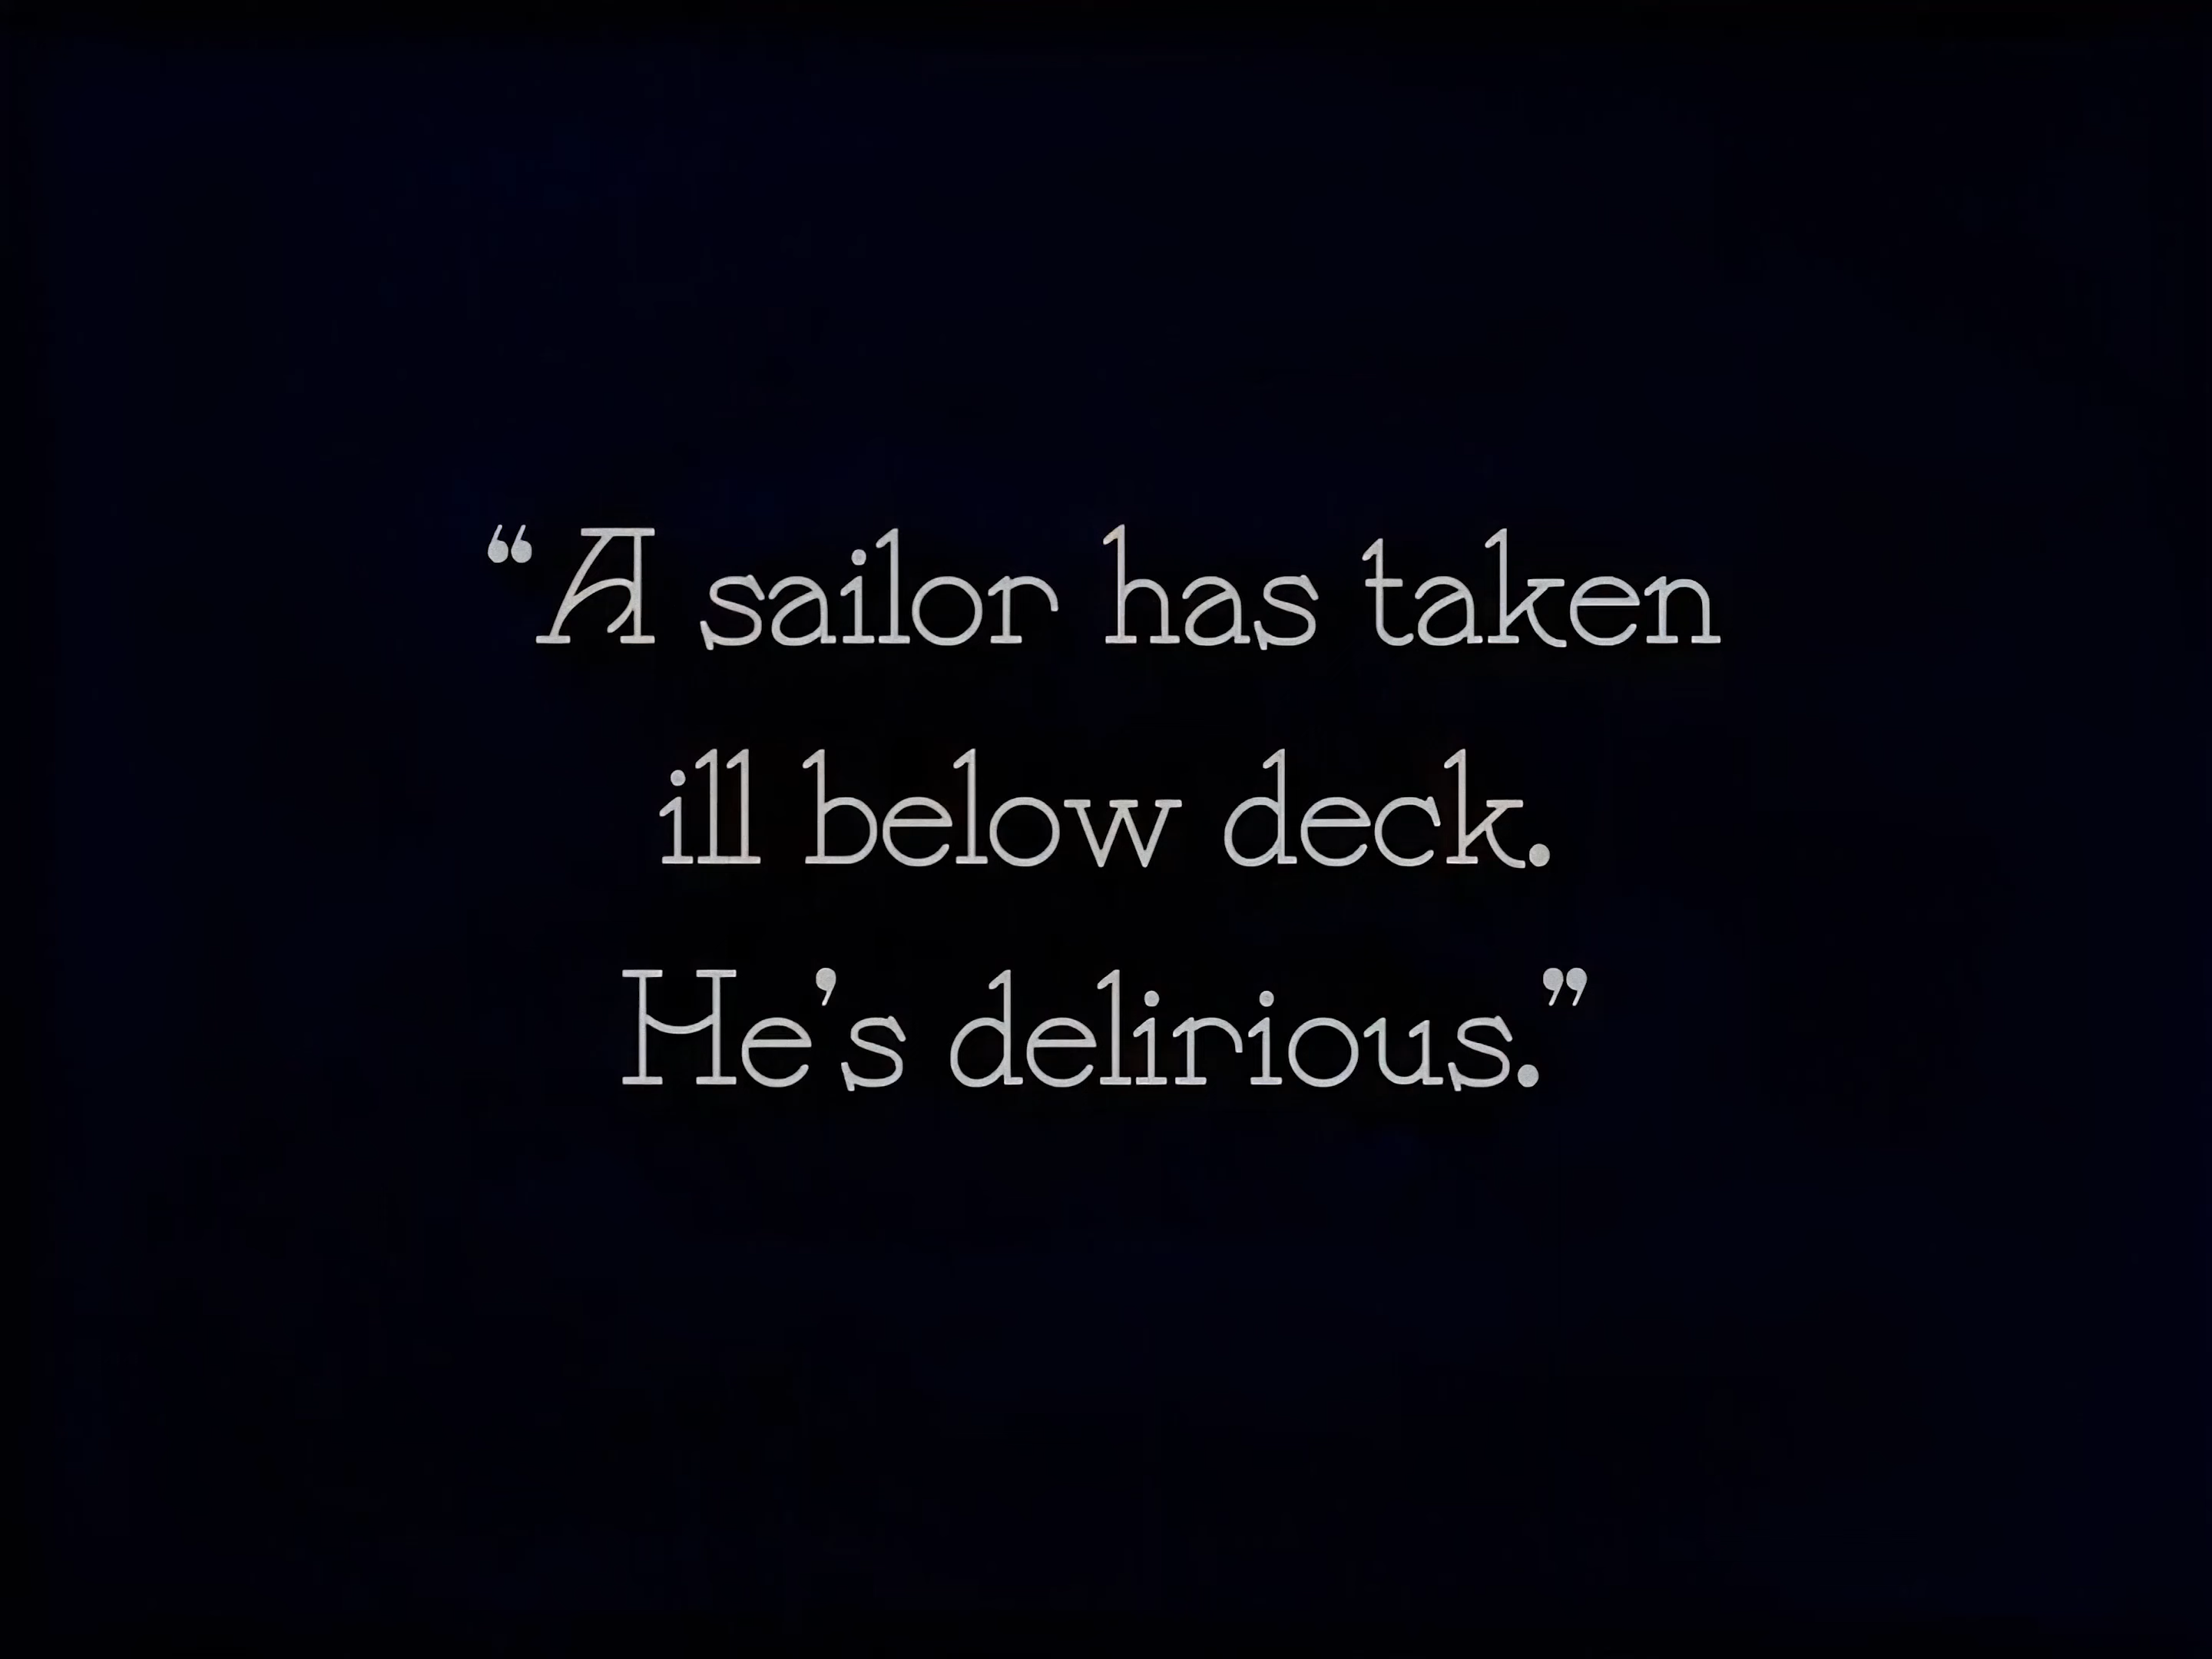 “A sailor has taken
ill below deck.
He’s delirious.”